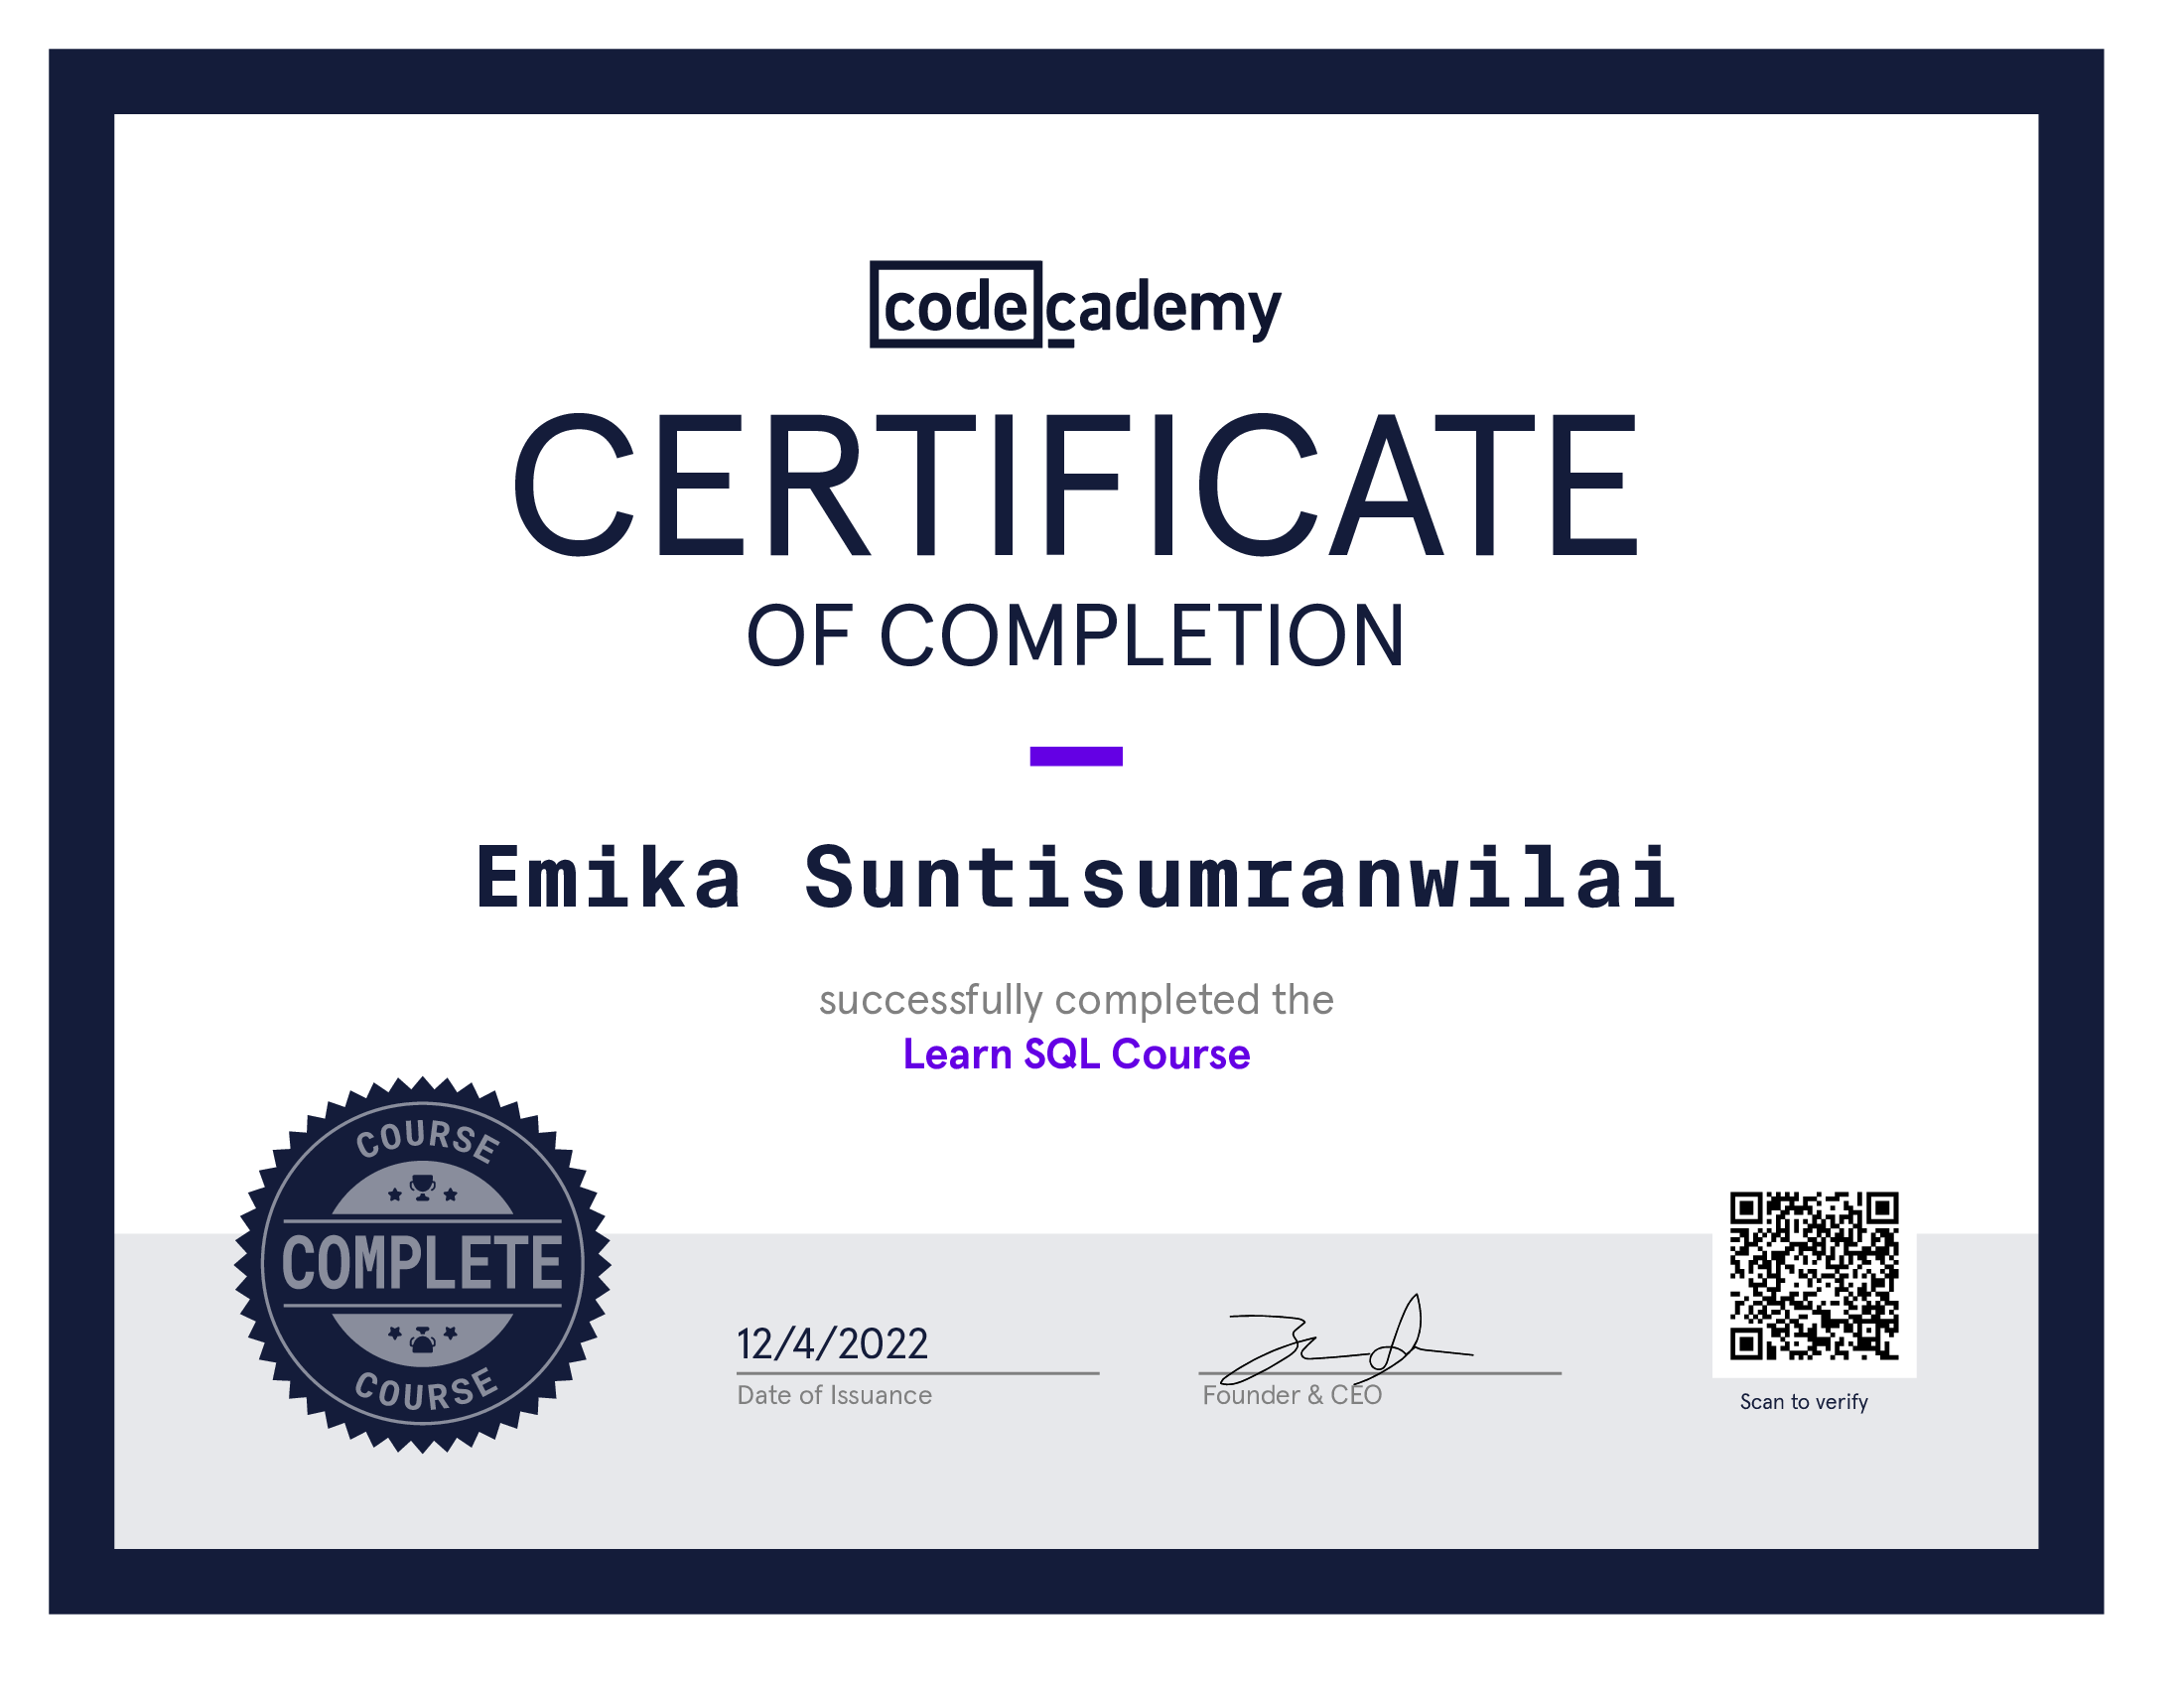 codecademy
CERTIFICATE
OF COMPLETION
Emika Suntisumranwilai
successfully completed the
Learn SQL Course
COURSE
COMPLETE
COURSE
12/4/2022
Date of Issuance
Founder & CEO
Scan to verify